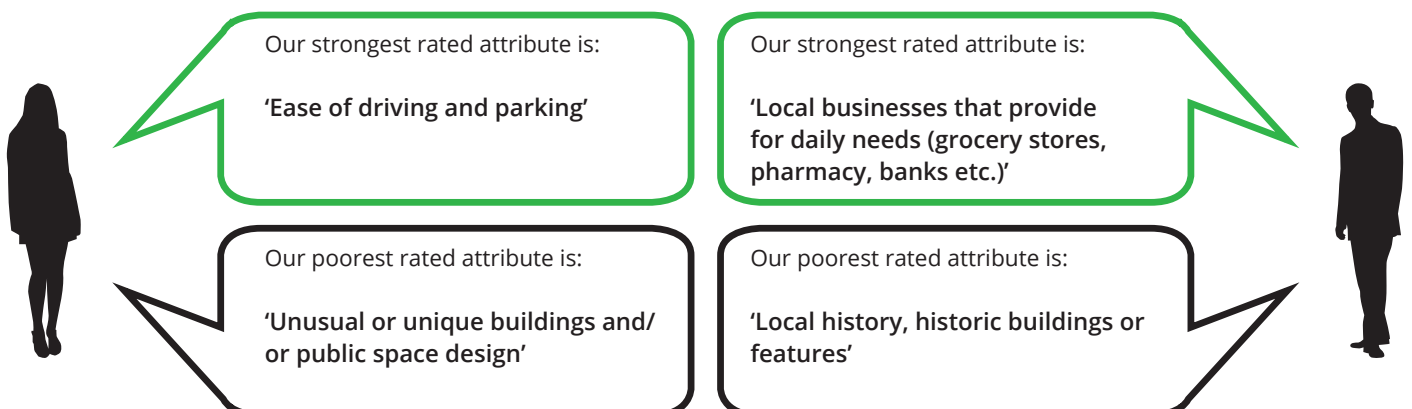 Our strongest rated attribute is:
‘Ease of driving and parking’
Our strongest rated attribute is:
‘Local businesses that provide
for daily needs (grocery stores,
pharmacy, banks etc.)’
Our poorest rated attribute is:
‘Unusual or unique buildings and/
or public space design’
Our poorest rated attribute is:
‘Local history, historic buildings or
features’